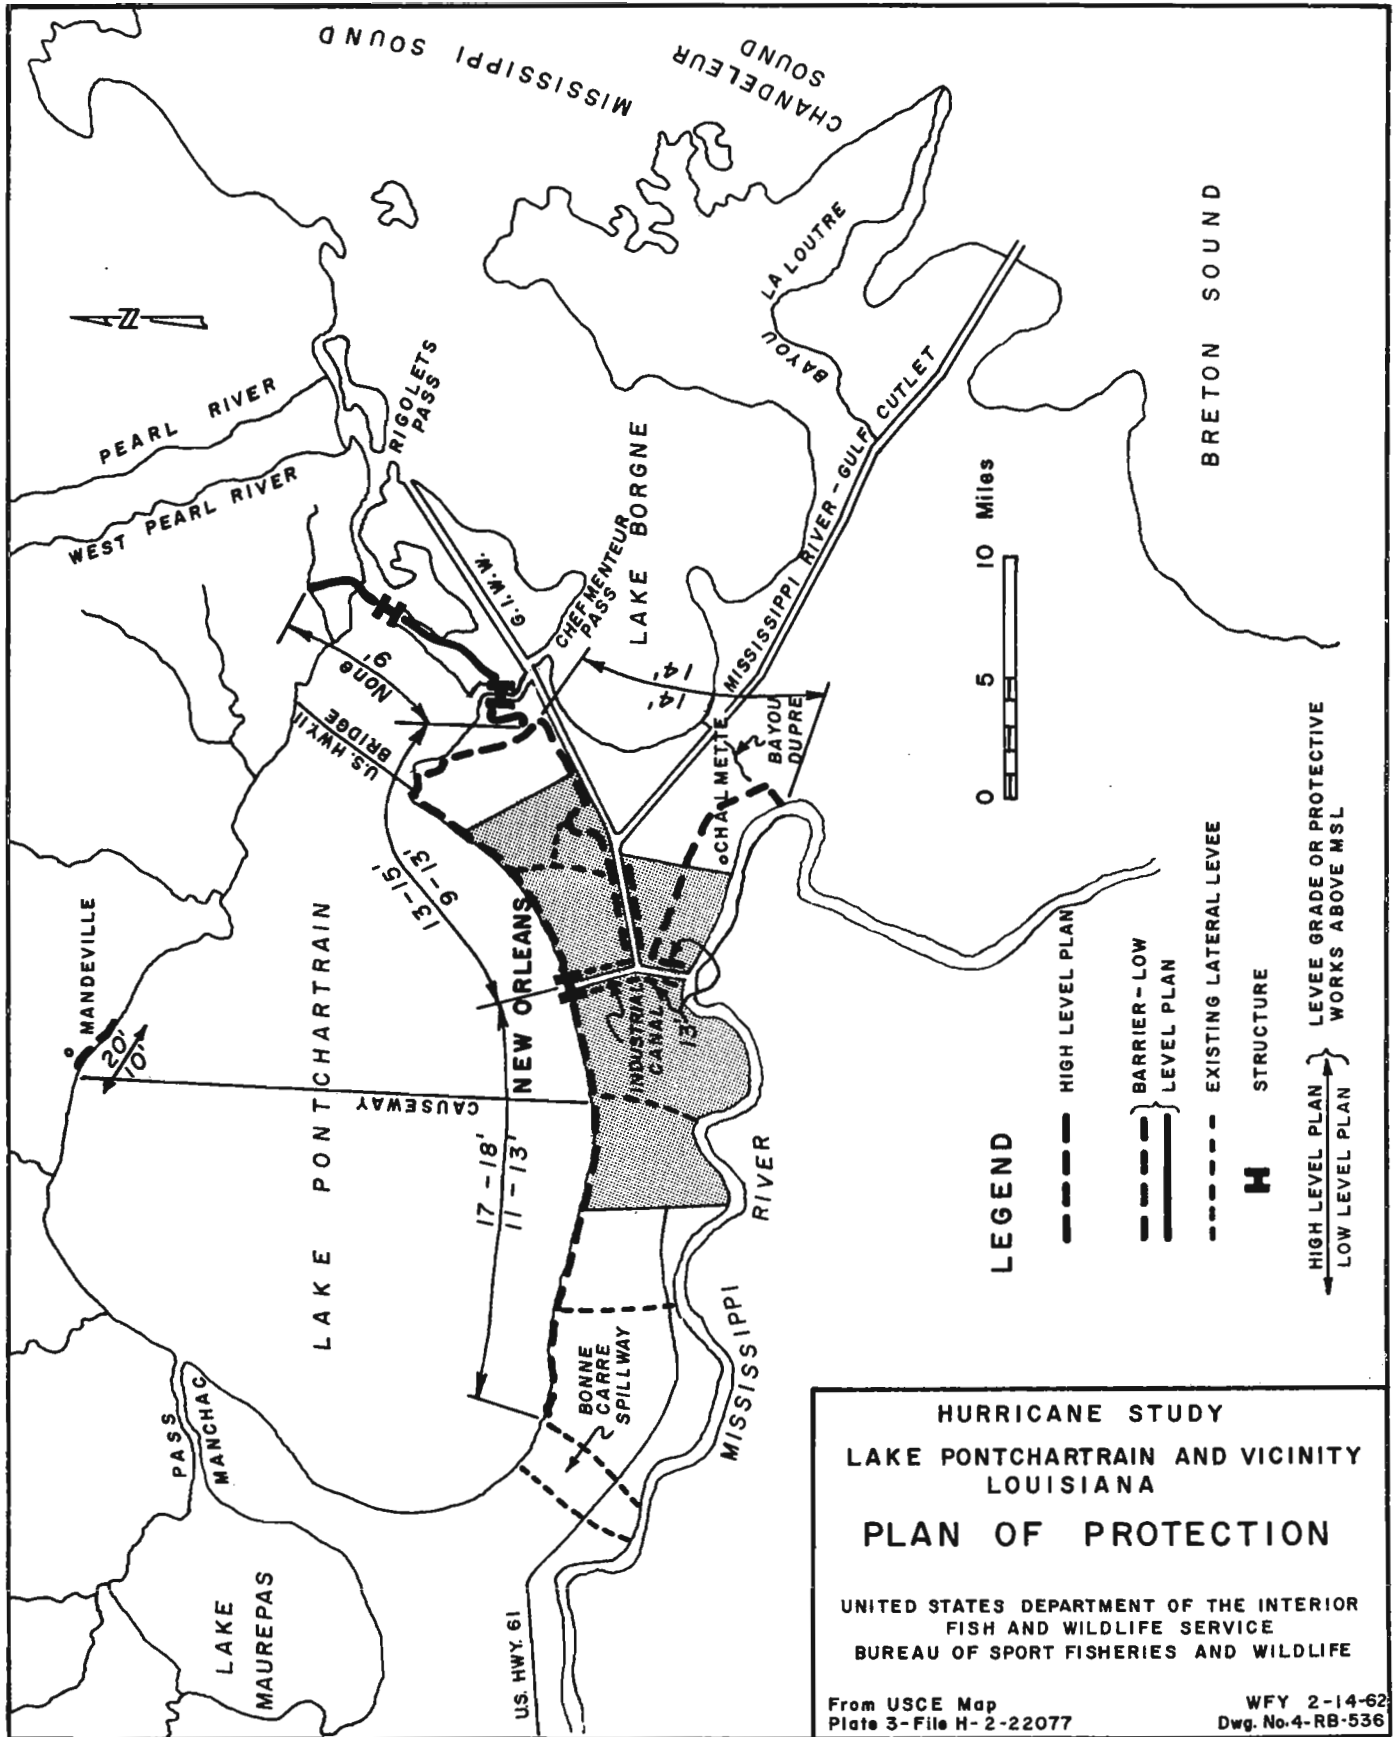 MISSISSIPPI SOUND
CHANDELEUR
SOUND
BRETON SOUND
LA LOUTRE
BAYOU
PEARL RIVER
WEST PEARL RIVER
RIGOLETS
PASS
N
G.I.W.W.
CHEFMENTEUR
PASS
LAKE BORGNE
MISSISSIPPI RIVER-GULF CUTLET
None
9'
U.S. HWY. 11
BRIDGE
14'
14'
CHALMETTE
BAYOU
DUPRE
13-15'
9-13'
NEW ORLEANS
INDUSTRIAL
CANAL
13'
MANDEVILLE
20'
10'
CAUSEWAY
LAKE PONTCHARTRAIN
17-18'
11-13'
MISSISSIPPI RIVER
BONNE
CARRE
SPILLWAY
PASS
MANCHAC
LAKE
MAUREPAS
U.S. HWY. 61
0 5 10 Miles
LEGEND
HIGH LEVEL PLAN
BARRIER-LOW
LEVEL PLAN
EXISTING LATERAL LEVEE
STRUCTURE
HIGH LEVEL PLAN
LOW LEVEL PLAN
LEVEE GRADE OR PROTECTIVE
WORKS ABOVE MSL
HURRICANE STUDY
LAKE PONTCHARTRAIN AND VICINITY
LOUISIANA
PLAN OF PROTECTION
UNITED STATES DEPARTMENT OF THE INTERIOR
FISH AND WILDLIFE SERVICE
BUREAU OF SPORT FISHERIES AND WILDLIFE
From USCE Map
Plate 3-File H-2-22077
WFY 2-14-62
Dwg. No.4-RB-536